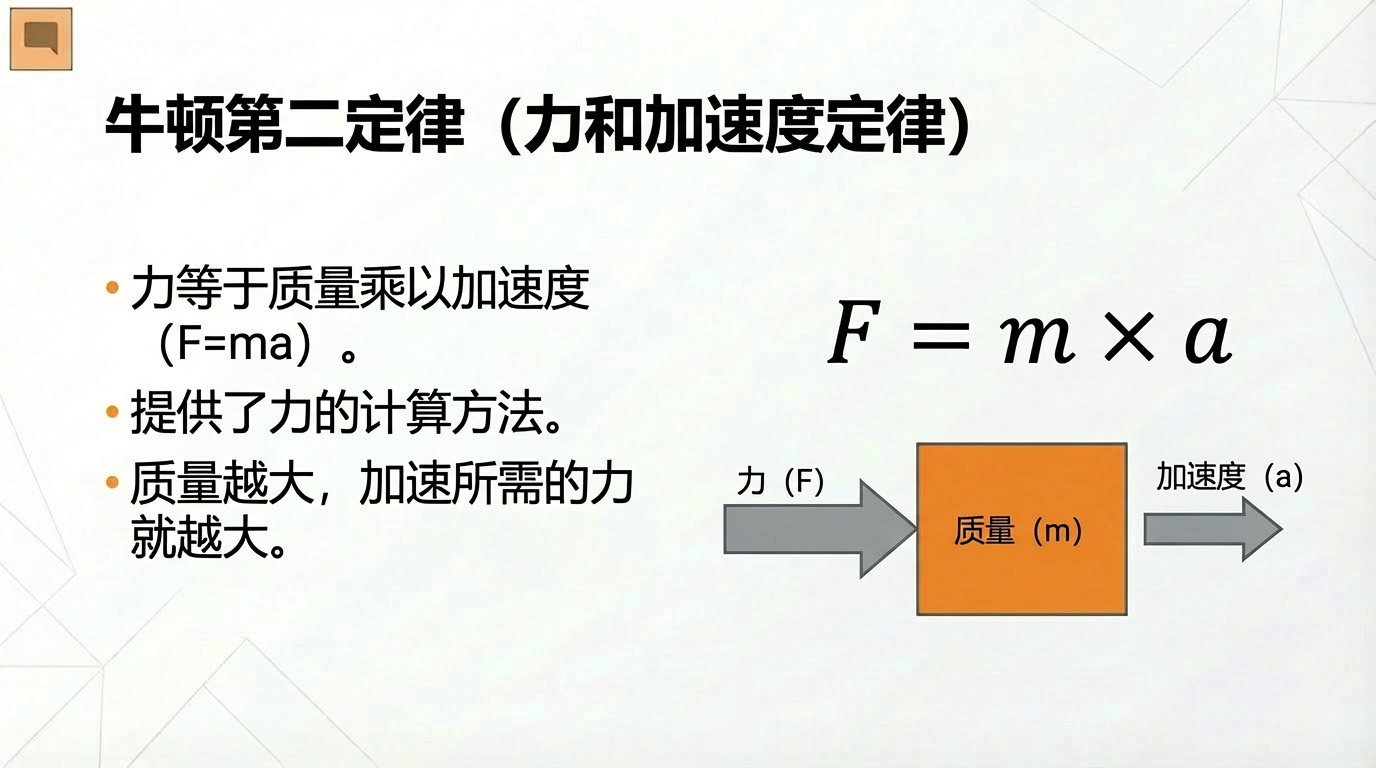 牛顿第二定律（力和加速度定律）
• 力等于质量乘以加速度
（F=ma）。
• 提供了力的计算方法。
• 质量越大，加速所需的力
就越大。
F = m × a
力（F）
质量（m）
加速度（a）